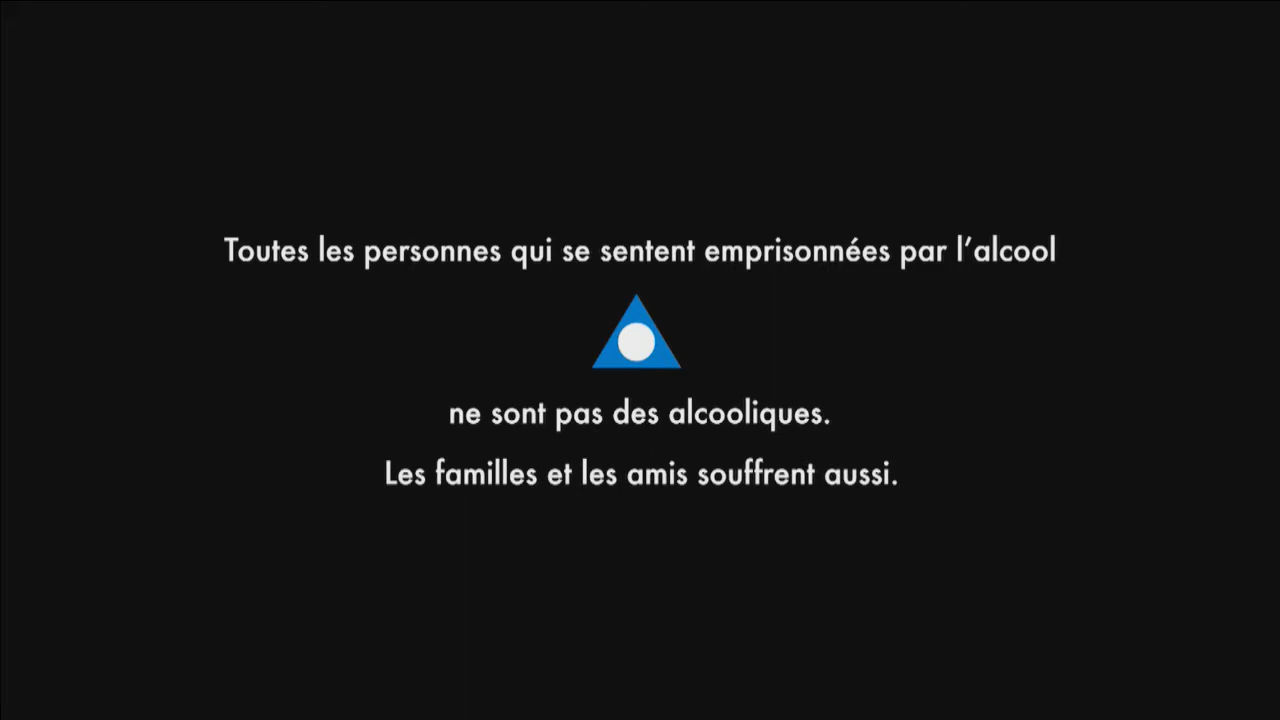 Toutes les personnes qui se sentent emprisonnées par l’alcool
ne sont pas des alcooliques.
Les familles et les amis souffrent aussi.